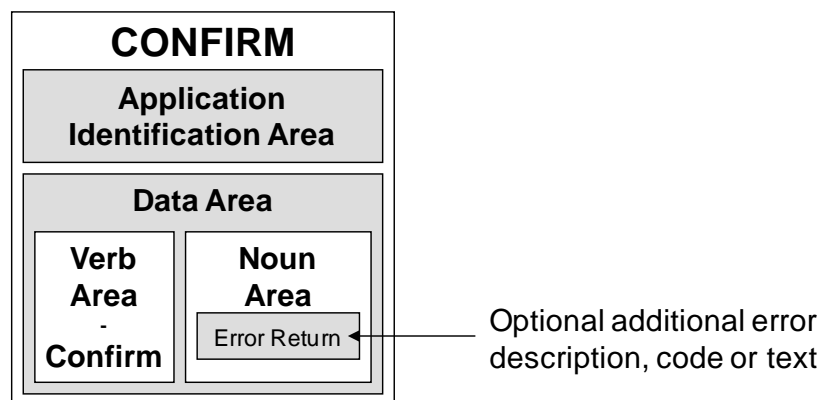 CONFIRM
Application
Identification Area
Data Area
Verb
Area
-
Confirm
Noun
Area
Error Return
Optional additional error
description, code or text